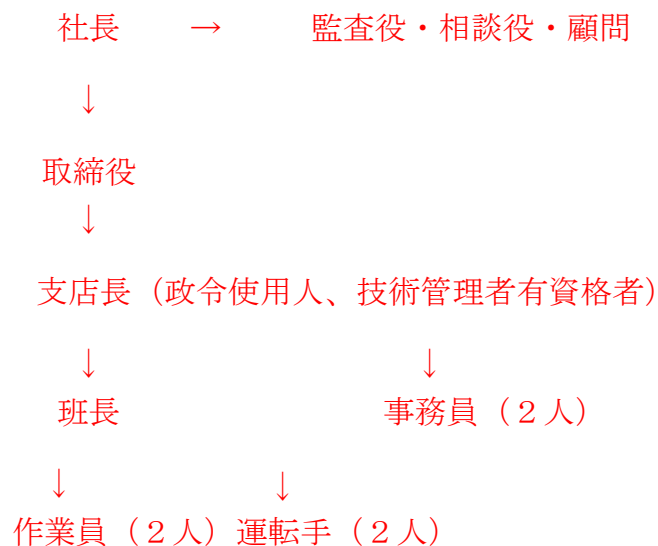 社長　→　監査役・相談役・顧問
↓
取締役
↓
支店長（政令使用人、技術管理者有資格者）
↓　↓
班長　事務員（２人）
↓　↓
作業員（２人）運転手（２人）